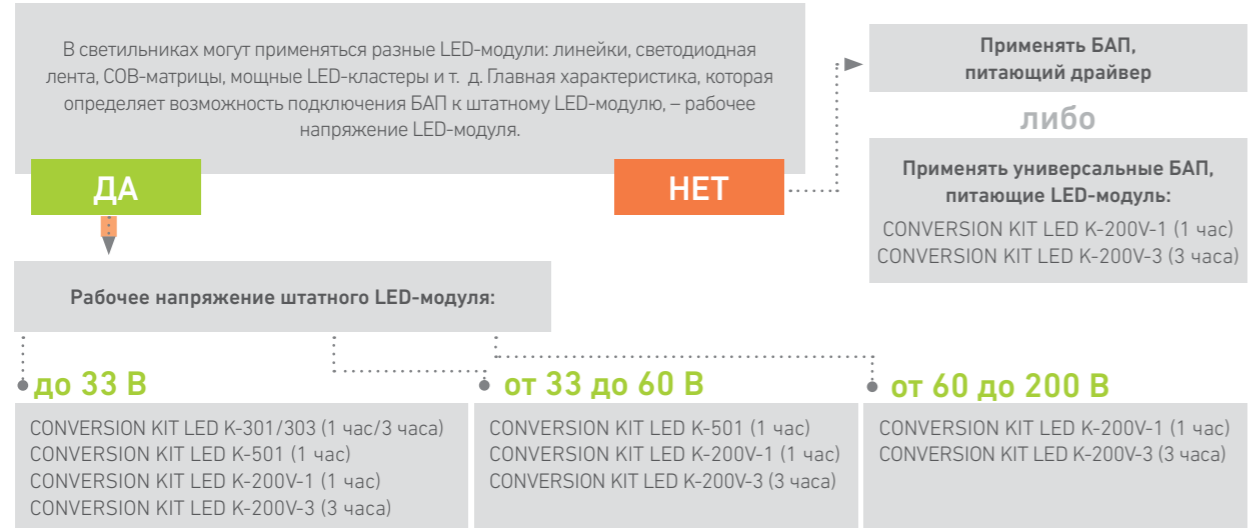 В светильниках могут применяться разные LED-модули: линейки, светодиодная
лента, COB-матрицы, мощные LED-кластеры и т. д. Главная характеристика, которая
определяет возможность подключения БАП к штатному LED-модулю, – рабочее
напряжение LED-модуля.
ДА
НЕТ
Применять БАП,
питающий драйвер
либо
Применять универсальные БАП,
питающие LED-модуль:
CONVERSION KIT LED K-200V-1 (1 час)
CONVERSION KIT LED K-200V-3 (3 часа)
Рабочее напряжение штатного LED-модуля:
до 33 В
CONVERSION KIT LED K-301/303 (1 час/3 часа)
CONVERSION KIT LED K-501 (1 час)
CONVERSION KIT LED K-200V-1 (1 час)
CONVERSION KIT LED K-200V-3 (3 часа)
от 33 до 60 В
CONVERSION KIT LED K-501 (1 час)
CONVERSION KIT LED K-200V-1 (1 час)
CONVERSION KIT LED K-200V-3 (3 часа)
от 60 до 200 В
CONVERSION KIT LED K-200V-1 (1 час)
CONVERSION KIT LED K-200V-3 (3 часа)